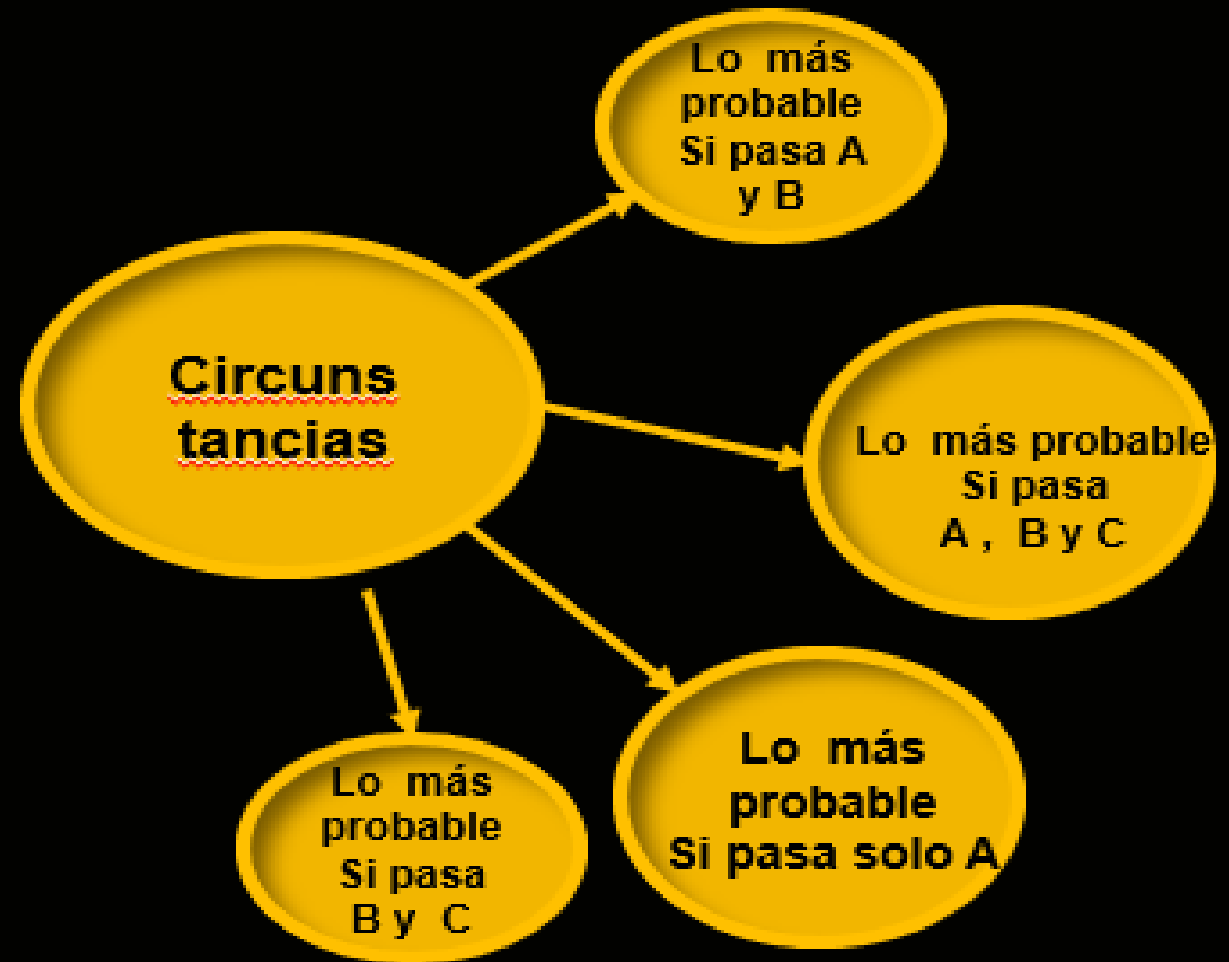 Lo más
probable
Si pasa A
y B
Circuns
tancias
Lo más probable
Si pasa
A , B y C
Lo más
probable
Si pasa solo A
Lo más
probable
Si pasa
B y C